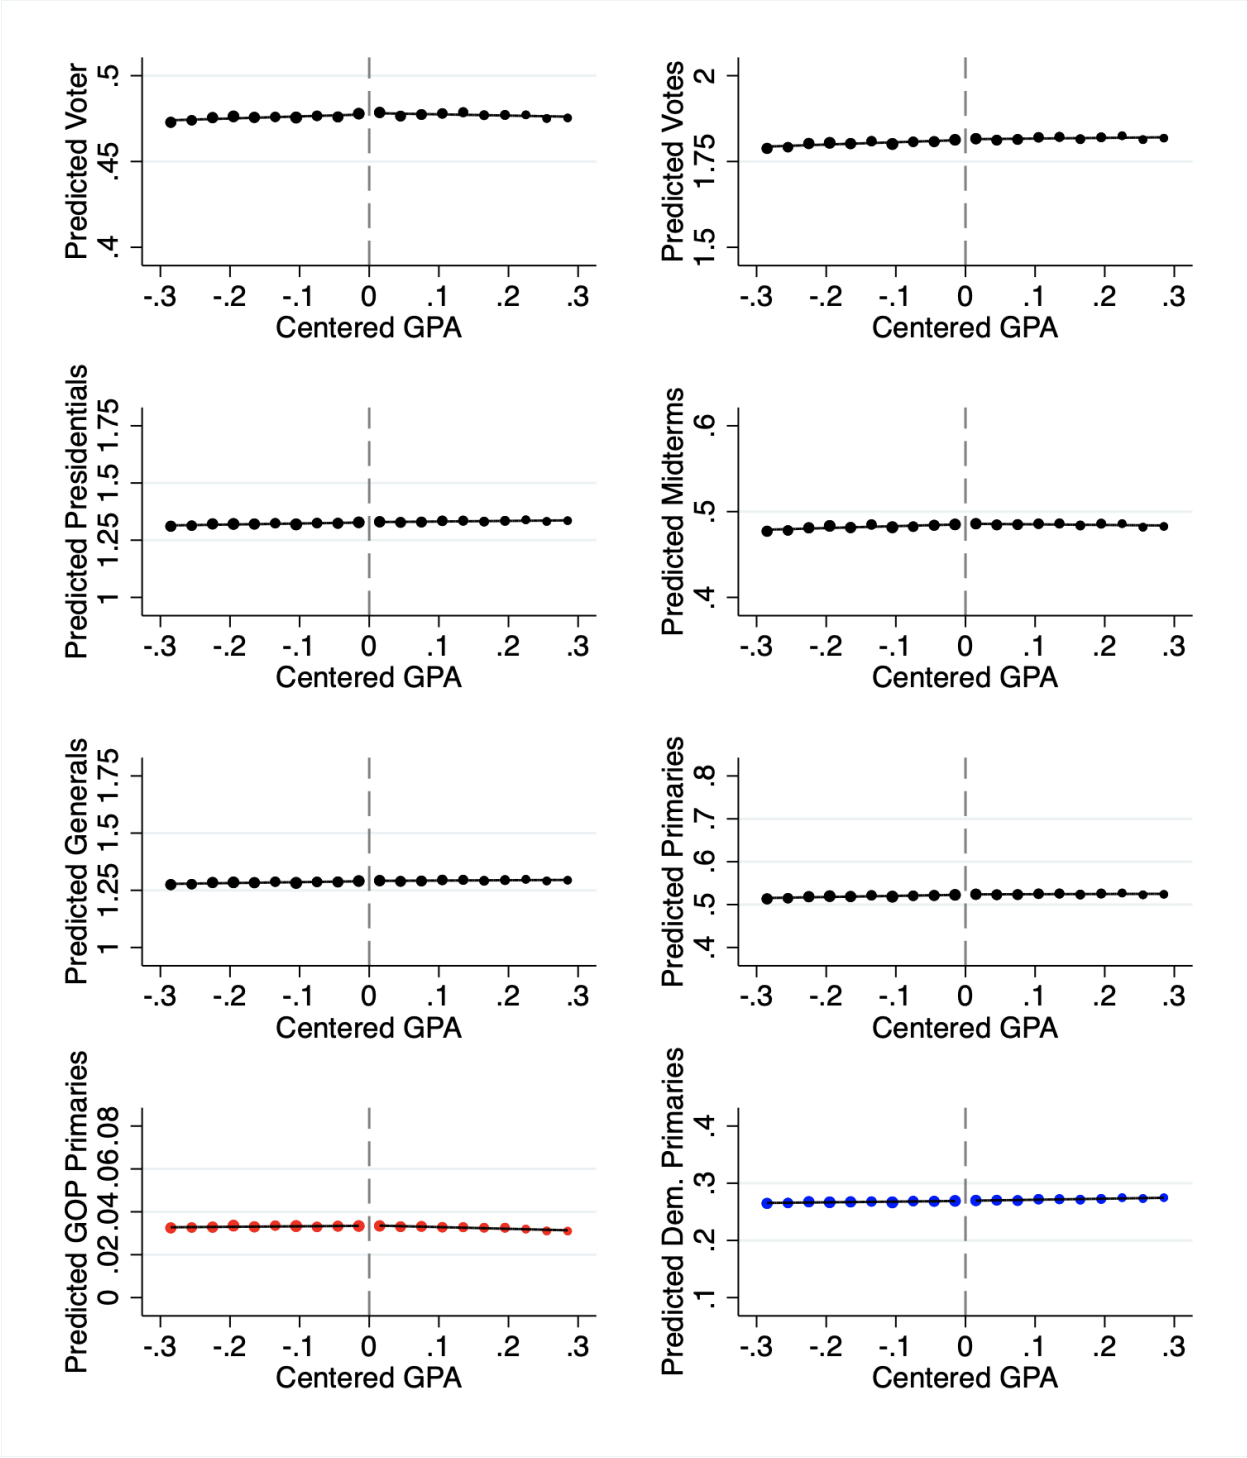 Predicted Voter
.5
.45
.4
-.3 -.2 -.1 0 .1 .2 .3
Centered GPA
Predicted Votes
2
1.75
1.5
-.3 -.2 -.1 0 .1 .2 .3
Centered GPA
Predicted Presidentials
1.75
1.5
1.25
1
-.3 -.2 -.1 0 .1 .2 .3
Centered GPA
Predicted Midterms
.6
.5
.4
-.3 -.2 -.1 0 .1 .2 .3
Centered GPA
Predicted Generals
1.75
1.5
1.25
1
-.3 -.2 -.1 0 .1 .2 .3
Centered GPA
Predicted Primaries
.8
.7
.6
.5
.4
-.3 -.2 -.1 0 .1 .2 .3
Centered GPA
Predicted GOP Primaries
.08
.06
.04
.02
0
-.3 -.2 -.1 0 .1 .2 .3
Centered GPA
Predicted Dem. Primaries
.4
.3
.2
.1
-.3 -.2 -.1 0 .1 .2 .3
Centered GPA